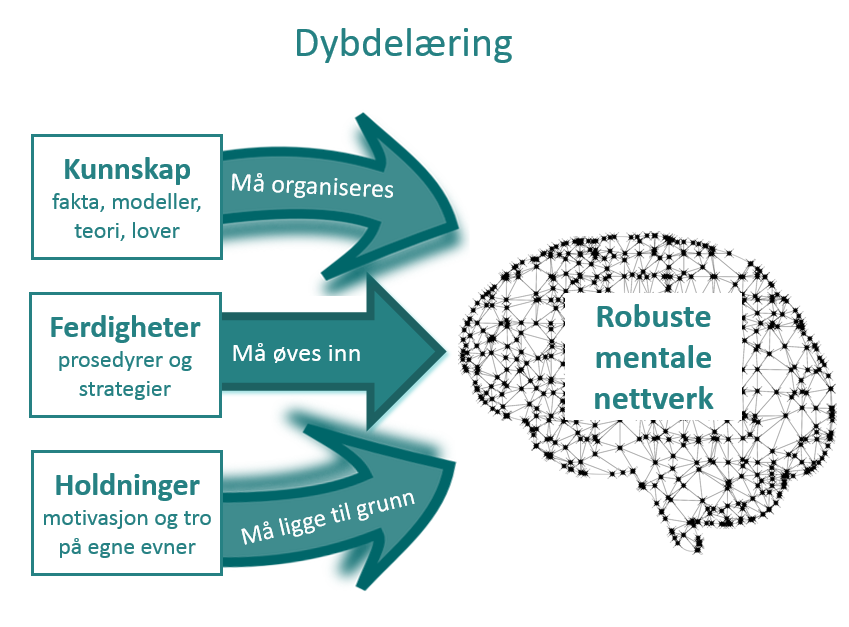 Dybdelæring
Kunnskap
fakta, modeller,
teori, lover
Må organiseres
Ferdigheter
prosedyrer og
strategier
Må øves inn
Holdninger
motivasjon og tro
på egne evner
Må ligge til grunn
Robuste
mentale
nettverk